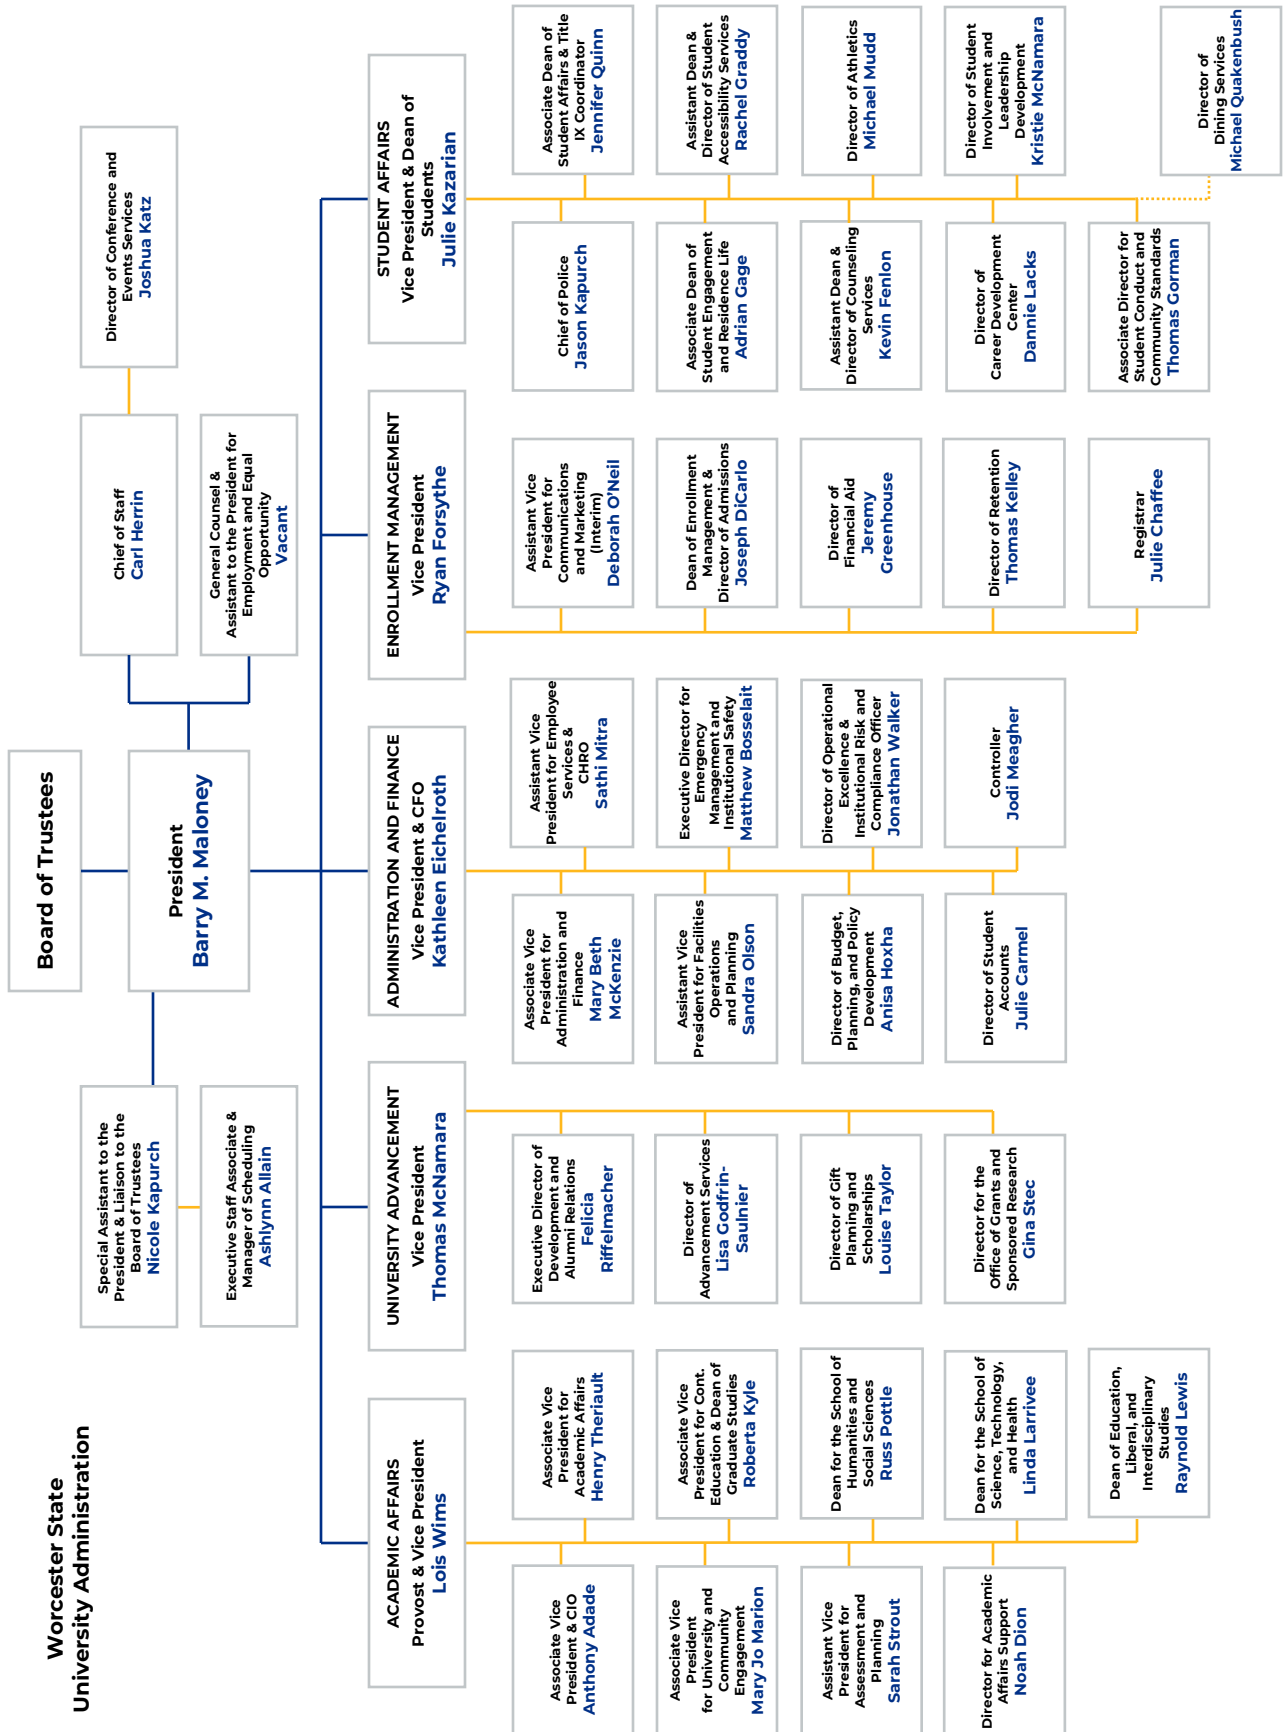 Worcester State
University Administration
Board of Trustees
President
Barry M. Maloney
Special Assistant to the
President & Liaison to the
Board of Trustees
Nicole Kapurch
Executive Staff Associate &
Manager of Scheduling
Ashlynn Allain
Chief of Staff
Carl Herrin
General Counsel &
Assistant to the President for
Employment and Equal
Opportunity
Vacant
Director of Conference and
Events Services
Joshua Katz
ACADEMIC AFFAIRS
Provost & Vice President
Lois Wims
Associate Vice
President & CIO
Anthony Adade
Associate Vice
President for
Academic Affairs
Henry Theriault
Associate Vice
President
for University and
Community
Engagement
Mary Jo Marion
Associate Vice
President for Cont.
Education & Dean of
Graduate Studies
Roberta Kyle
Assistant Vice
President for
Assessment and
Planning
Sarah Strout
Dean for the School of
Humanities and
Social Sciences
Russ Pottle
Director for Academic
Affairs Support
Noah Dion
Dean for the School of
Science, Technology,
and Health
Linda Larrivee
Dean of Education,
Liberal, and
Interdisciplinary
Studies
Raynold Lewis
UNIVERSITY ADVANCEMENT
Vice President
Thomas McNamara
Executive Director of
Development and
Alumni Relations
Felicia
Riffelmacher
Director of
Advancement Services
Lisa Godfrin-
Saulnier
Director of Gift
Planning and
Scholarships
Louise Taylor
Director for the
Office of Grants and
Sponsored Research
Gina Stec
ADMINISTRATION AND FINANCE
Vice President & CFO
Kathleen Eichelroth
Associate Vice
President for
Administration and
Finance
Mary Beth
McKenzie
Assistant Vice
President for Employee
Services &
CHRO
Sathi Mitra
Assistant Vice
President for Facilities
Operations
and Planning
Sandra Olson
Executive Director for
Emergency
Management and
Institutional Safety
Matthew Bosselait
Director of Budget,
Planning, and Policy
Development
Anisa Hoxha
Director of Operational
Excellence &
Institutional Risk and
Compliance Officer
Jonathan Walker
Director of Student
Accounts
Julie Carmel
Controller
Jodi Meagher
ENROLLMENT MANAGEMENT
Vice President
Ryan Forsythe
Assistant Vice
President for
Communications
and Marketing
(Interim)
Deborah O'Neil
Dean of Enrollment
Management &
Director of Admissions
Joseph DiCarlo
Director of
Financial Aid
Jeremy
Greenhouse
Director of Retention
Thomas Kelley
Registrar
Julie Chaffee
STUDENT AFFAIRS
Vice President & Dean of
Students
Julie Kazarian
Chief of Police
Jason Kapurch
Associate Dean of
Student Affairs & Title
IX Coordinator
Jennifer Quinn
Associate Dean of
Student Engagement
and Residence Life
Adrian Gage
Assistant Dean &
Director of Student
Accessibility Services
Rachel Graddy
Assistant Dean &
Director of Counseling
Services
Kevin Fenlon
Director of Athletics
Michael Mudd
Director of
Career Development
Center
Dannie Lacks
Director of Student
Involvement and
Leadership
Development
Kristie McNamara
Associate Director for
Student Conduct and
Community Standards
Thomas Gorman
Director of
Dining Services
Michael Quakenbush